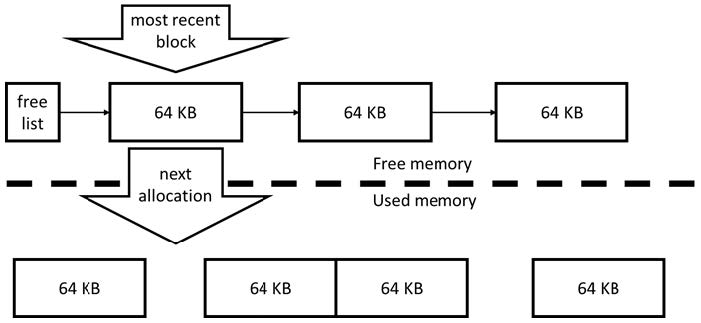 most recent
block
free
list
64 KB
64 KB
64 KB
next
allocation
Free memory
Used memory
64 KB
64 KB
64 KB
64 KB